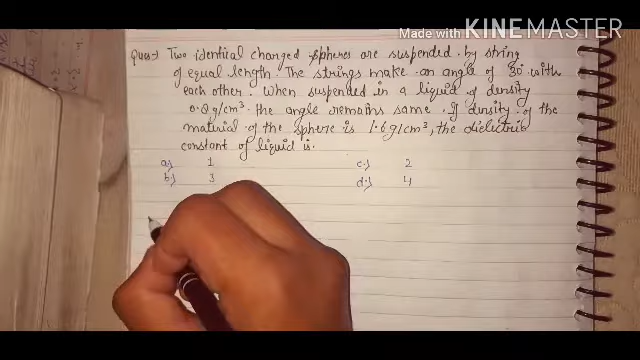 Made with KINEMASTER
Ques→ Two identical charged spheres are suspended by string
of equal length. The strings make an angle of 30° with
each other. When suspended in a liquid of density
0.8g/cm³ the angle remains same. If density of the
material of the sphere is 1.6g/cm³, the dielectric
constant of liquid is.
a.) 1 c.) 2
b.) 3 d.) 4